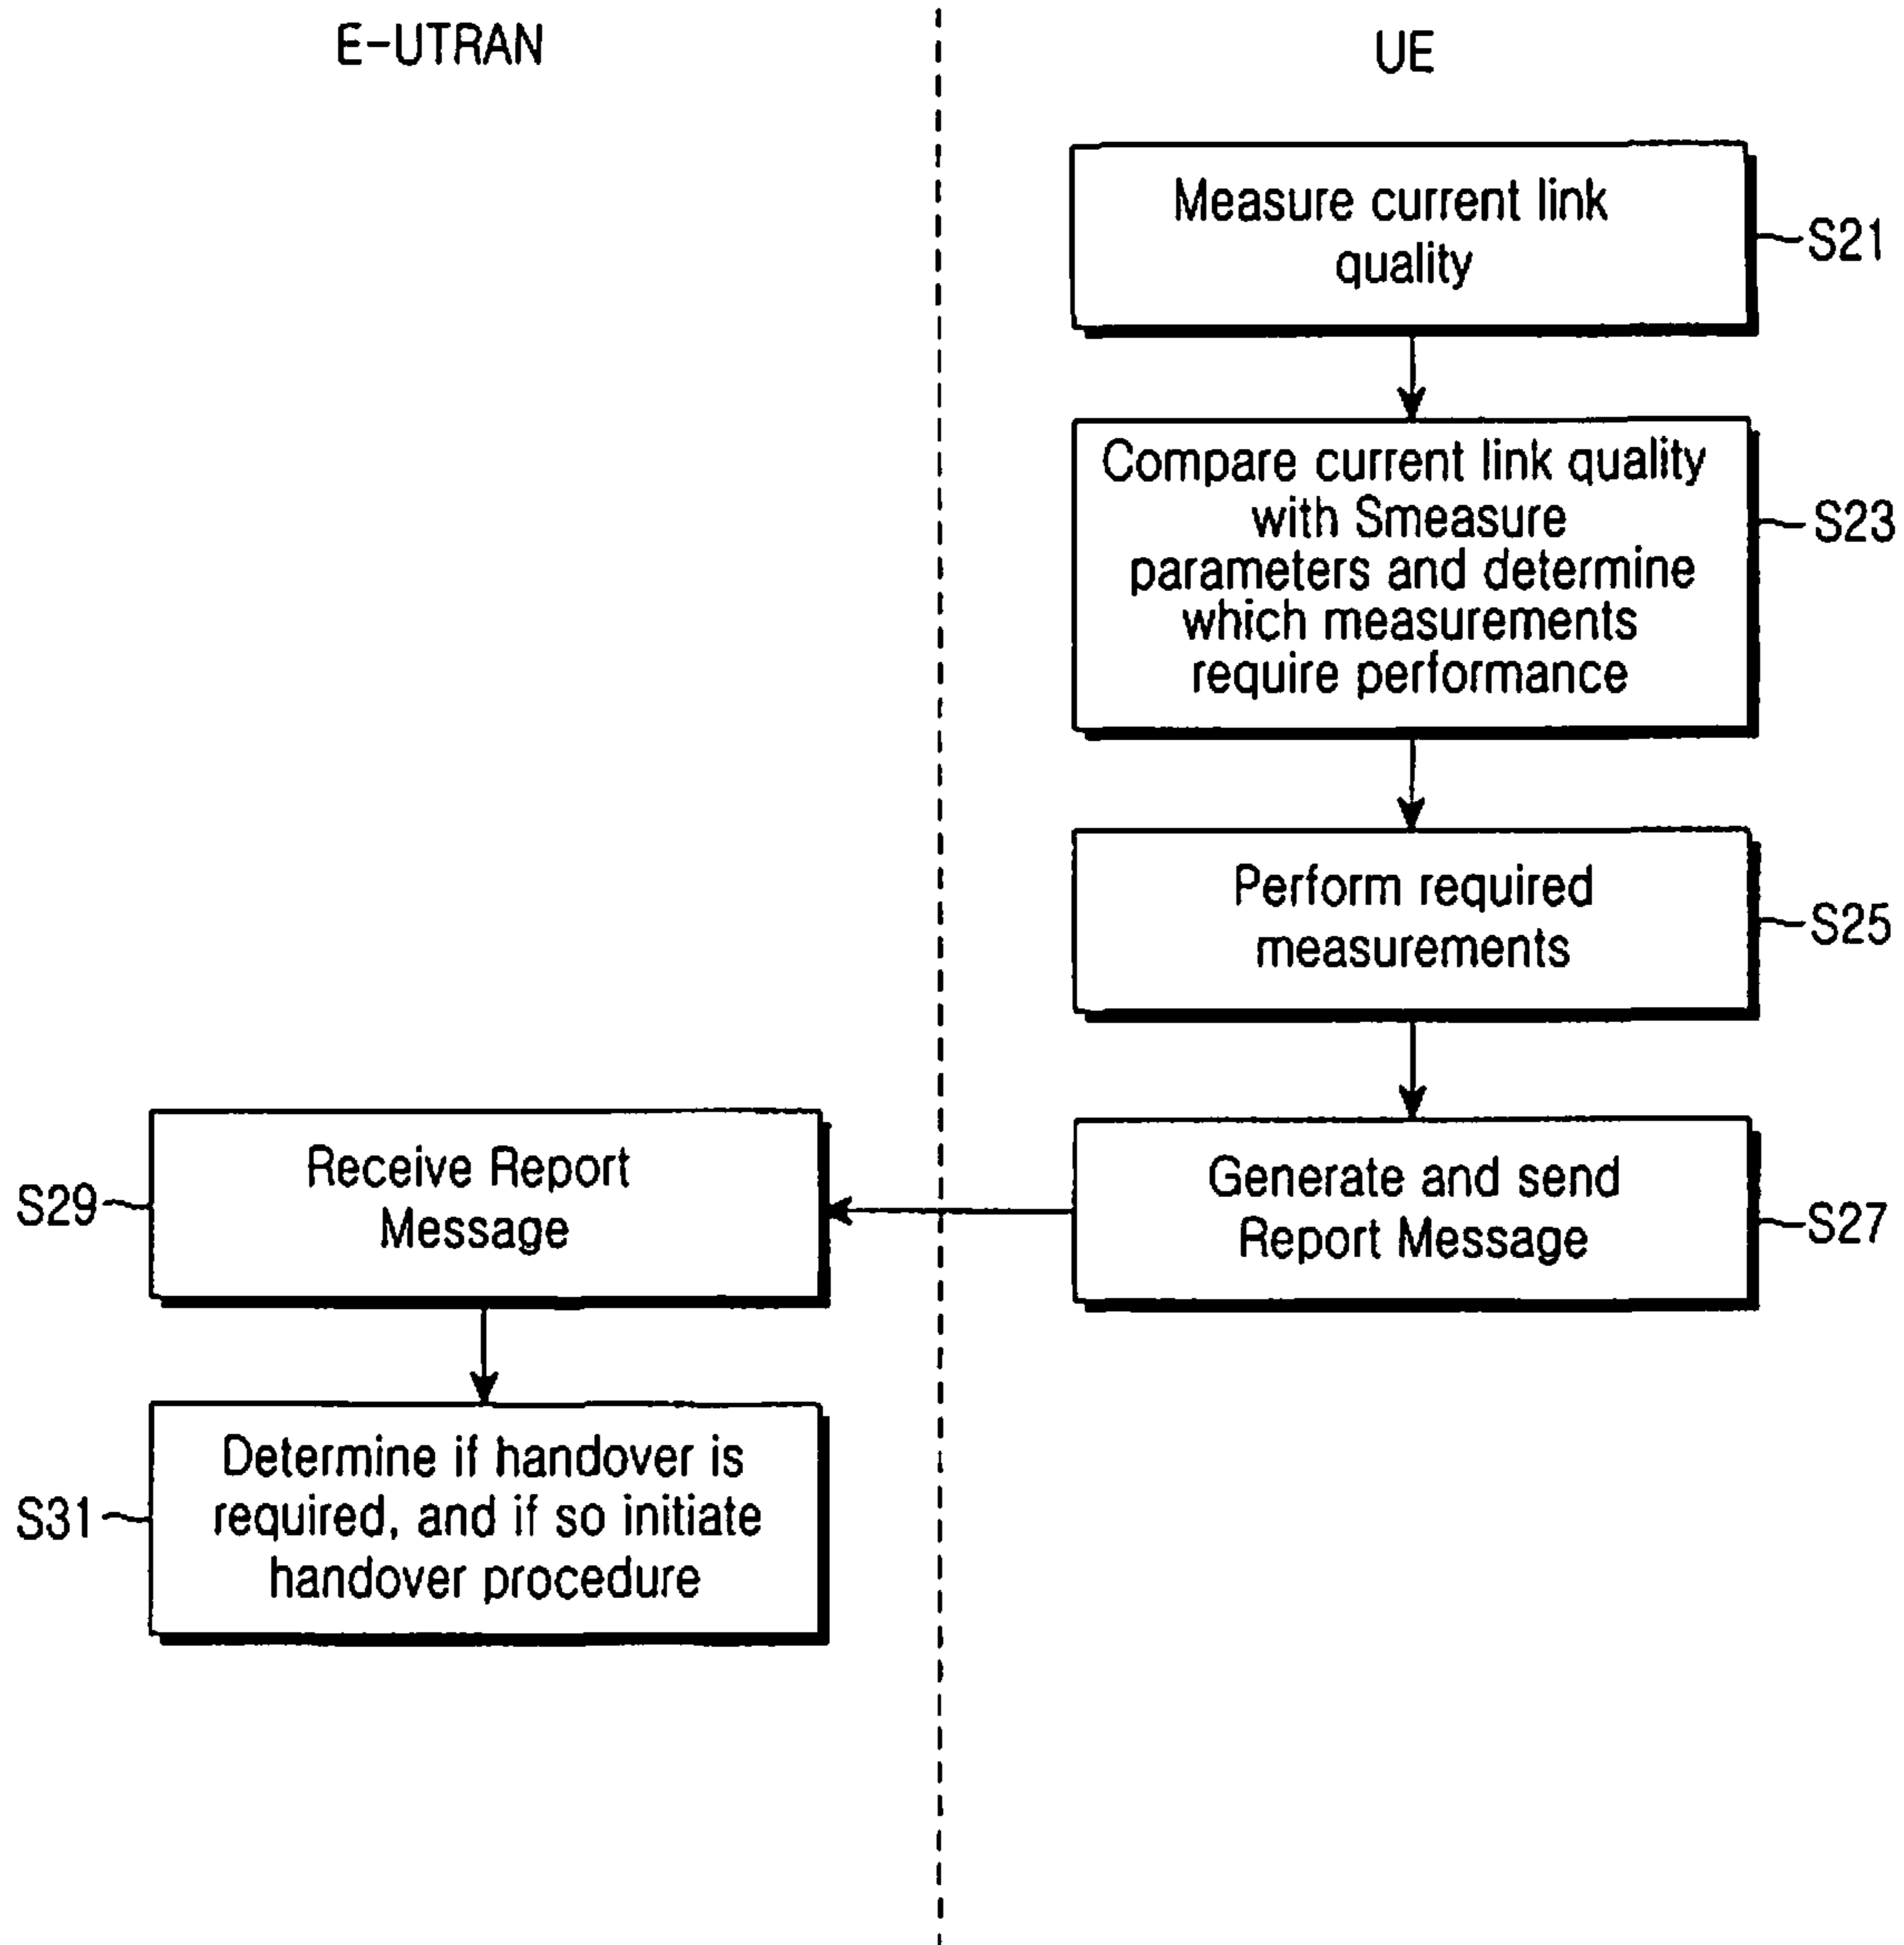 E-UTRAN
UE
Measure current link
quality
S21
Compare current link quality
with Smeasure
parameters and determine
which measurements
require performance
S23
Perform required
measurements
S25
Generate and send
Report Message
S27
Receive Report
Message
S29
Determine if handover is
required, and if so initiate
handover procedure
S31